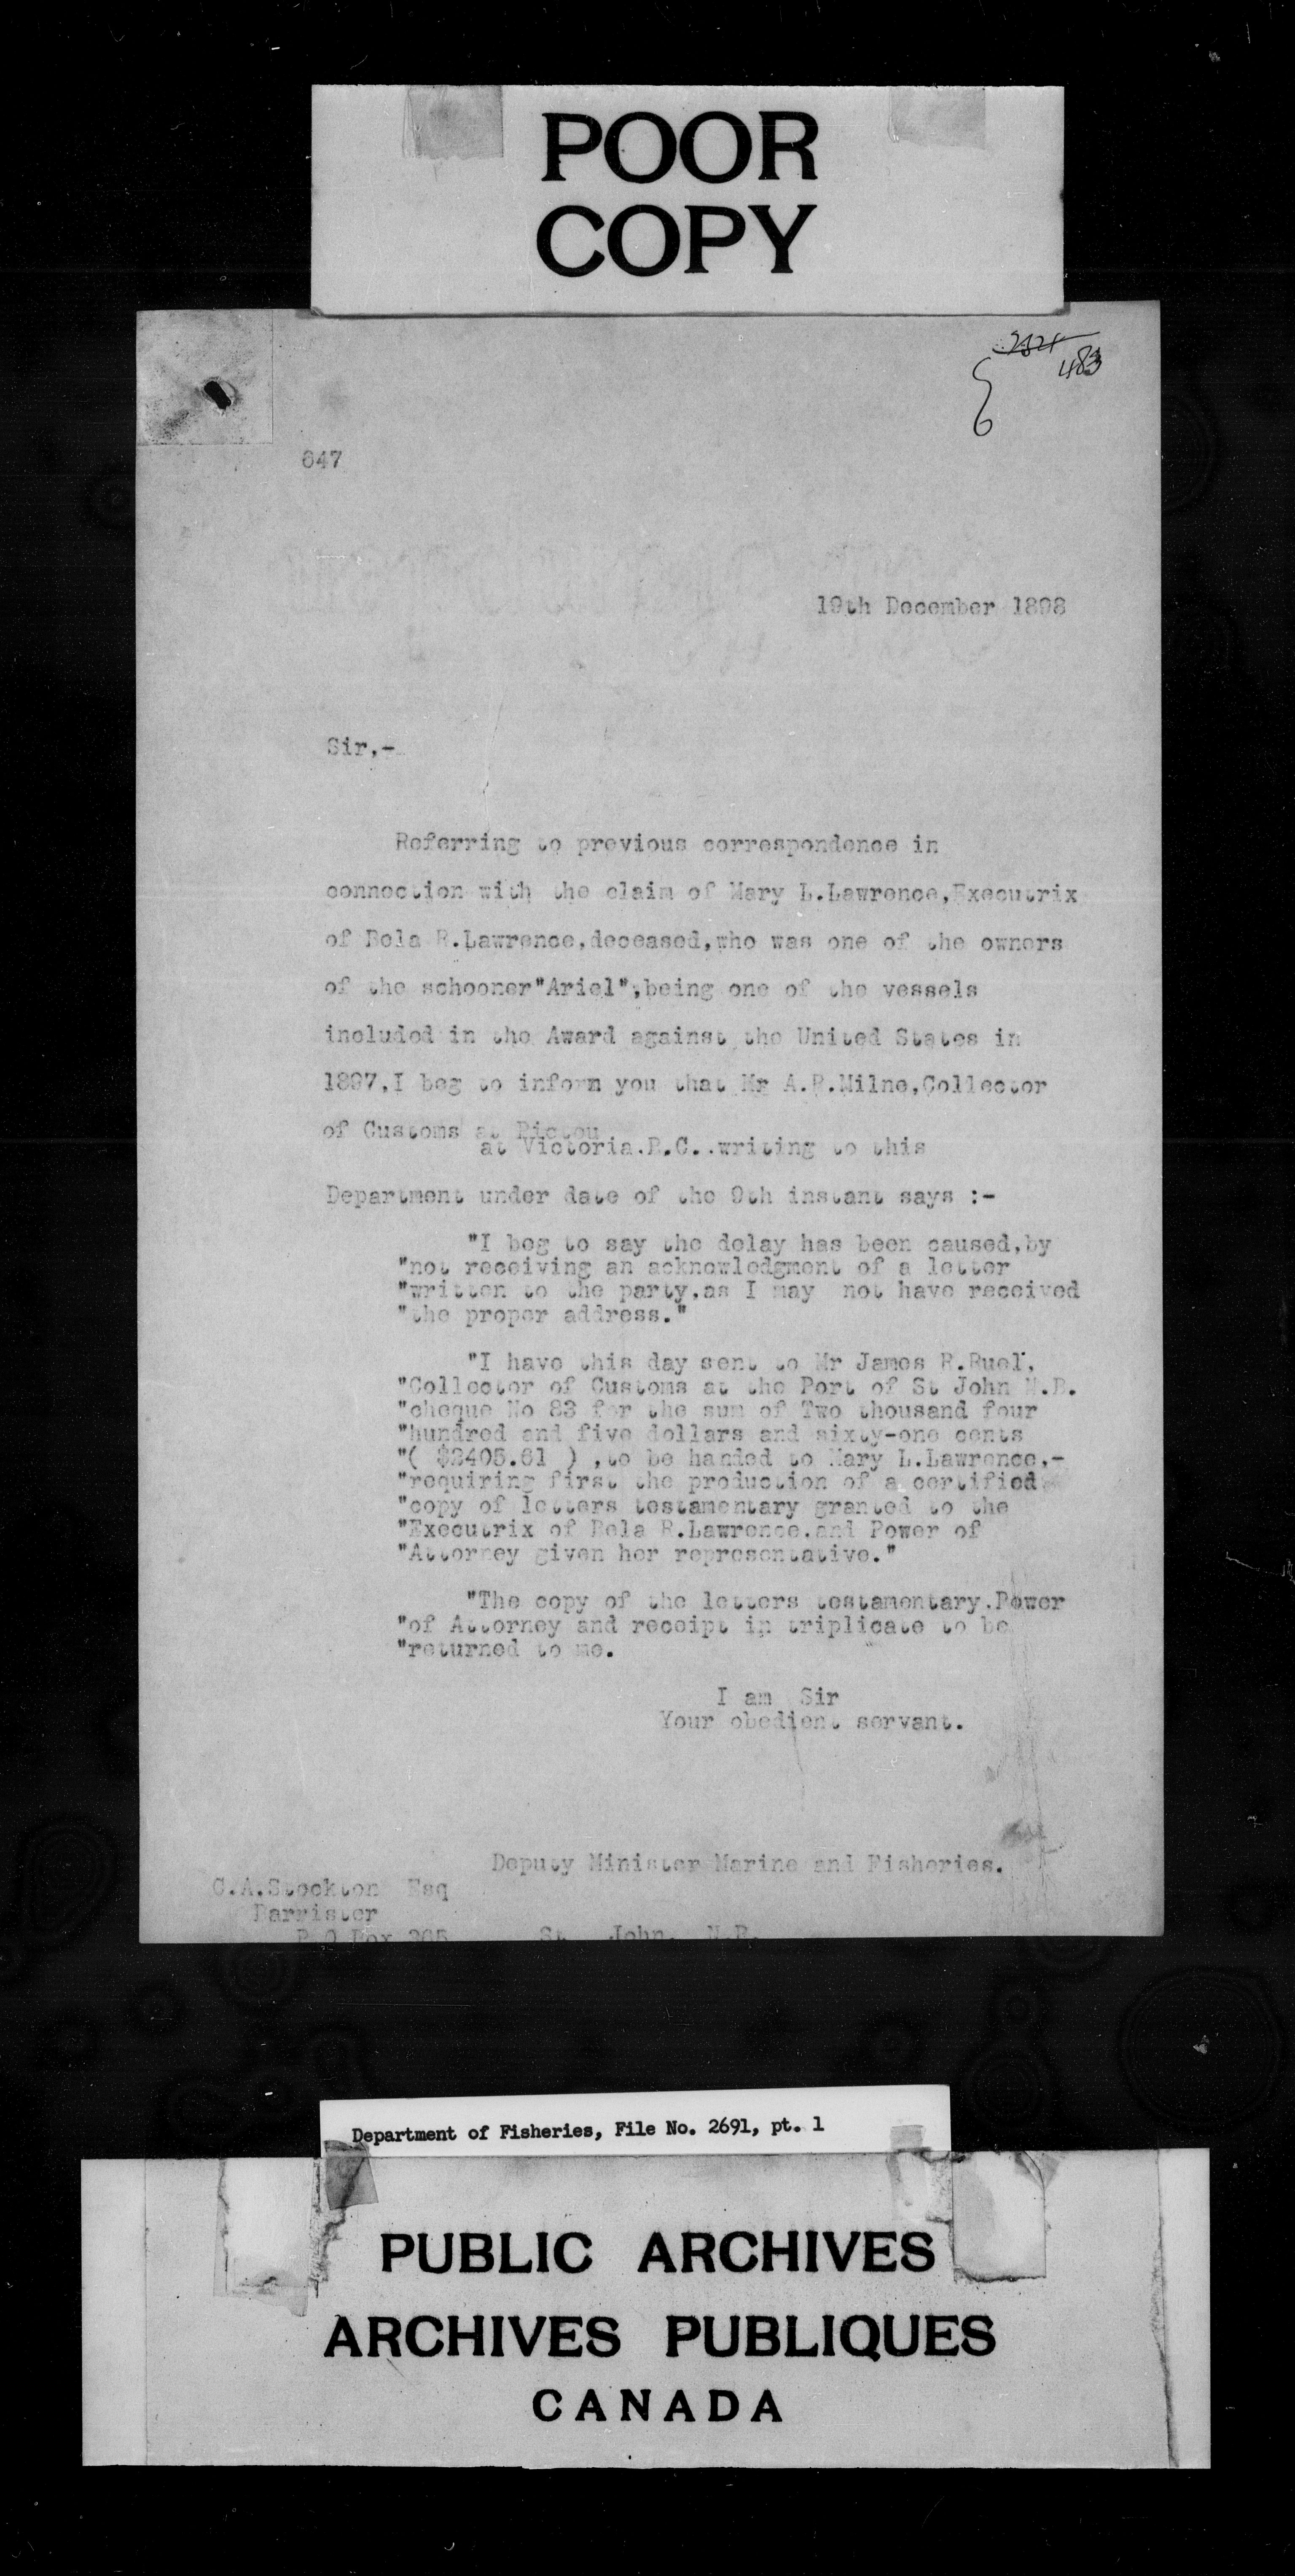 POOR
COPY
2324
483
647
19th December 1898
Sir,-
Referring to previous correspondence in
connection with the claim of Mary L.Lawrence,Executrix
of Bela R.Lawrence,deceased,who was one of the owners
of the schooner"Ariel",being one of the vessels
included in the Award against the United States in
1897,I beg to inform you that Mr A.R.Milne,Collector
of Customs at Pictou
at Victoria.B.C..writing to this
Department under date of the 9th instant says :-
"I beg to say the delay has been caused,by
"not receiving an acknowledgment of a letter
"written to the party,as I may not have received
"the proper address."
"I have this day sent to Mr James R.Ruel,
"Collector of Customs at the Port of St John N.B.
"cheque No 83 for the sum of Two thousand four
"hundred and five dollars and sixty-one cents
"( $2405.61 ) ,to be handed to Mary L.Lawrence,-
"requiring first the production of a certified
"copy of letters testamentary granted to the
"Executrix of Bela R.Lawrence.and Power of
"Attorney given her representative."
"The copy of the letters testamentary.Power
"of Attorney and receipt in triplicate to be
"returned to me.
I am Sir
Your obedient servant.
Deputy Minister Marine and Fisheries.
C.A.Stockton Esq
Barrister
P O Box 265 St. John. N.B.
Department of Fisheries, File No. 2691, pt. 1
PUBLIC ARCHIVES
ARCHIVES PUBLIQUES
CANADA